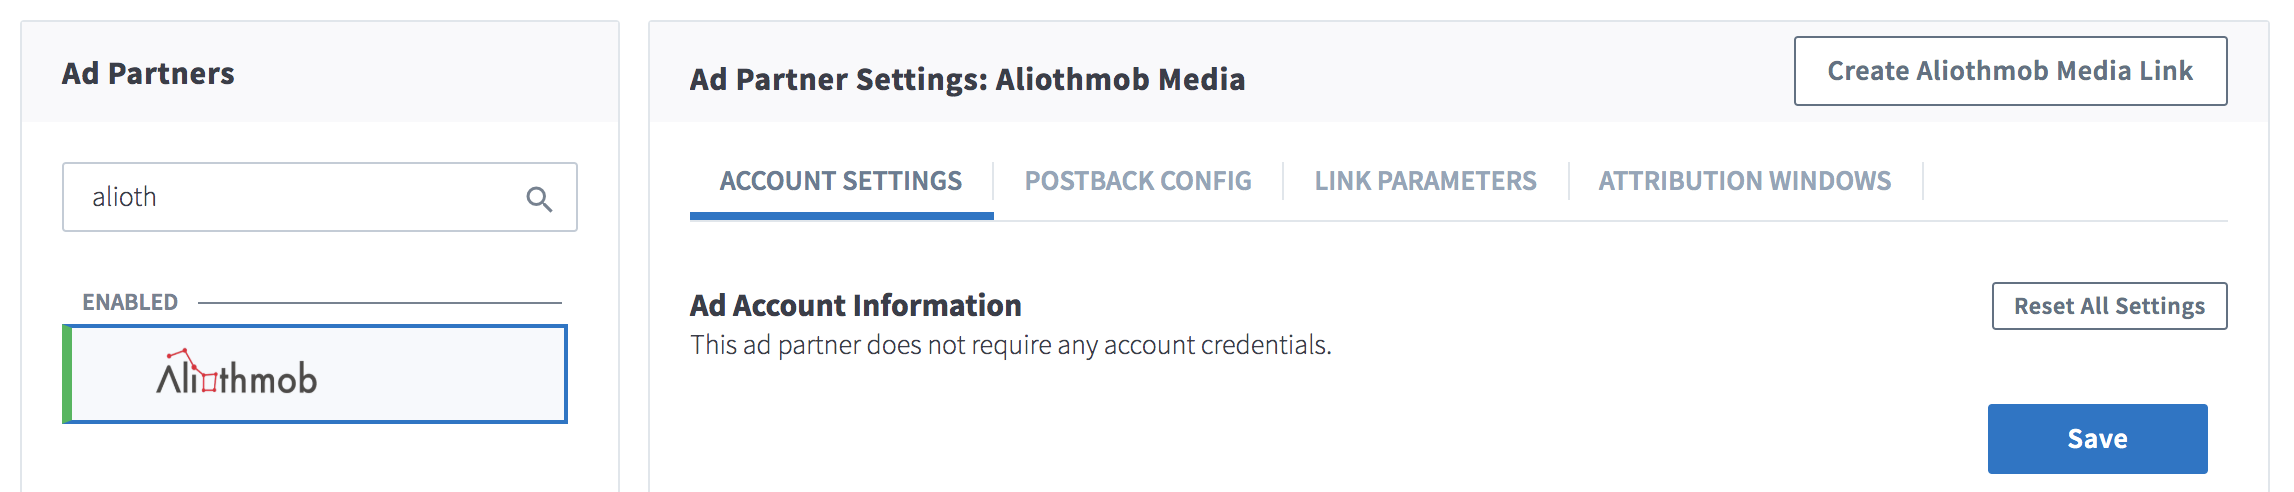 Ad Partners
alioth
ENABLED
Aliothmob
Ad Partner Settings: Aliothmob Media
Create Aliothmob Media Link
ACCOUNT SETTINGS
POSTBACK CONFIG
LINK PARAMETERS
ATTRIBUTION WINDOWS
Ad Account Information
Reset All Settings
This ad partner does not require any account credentials.
Save